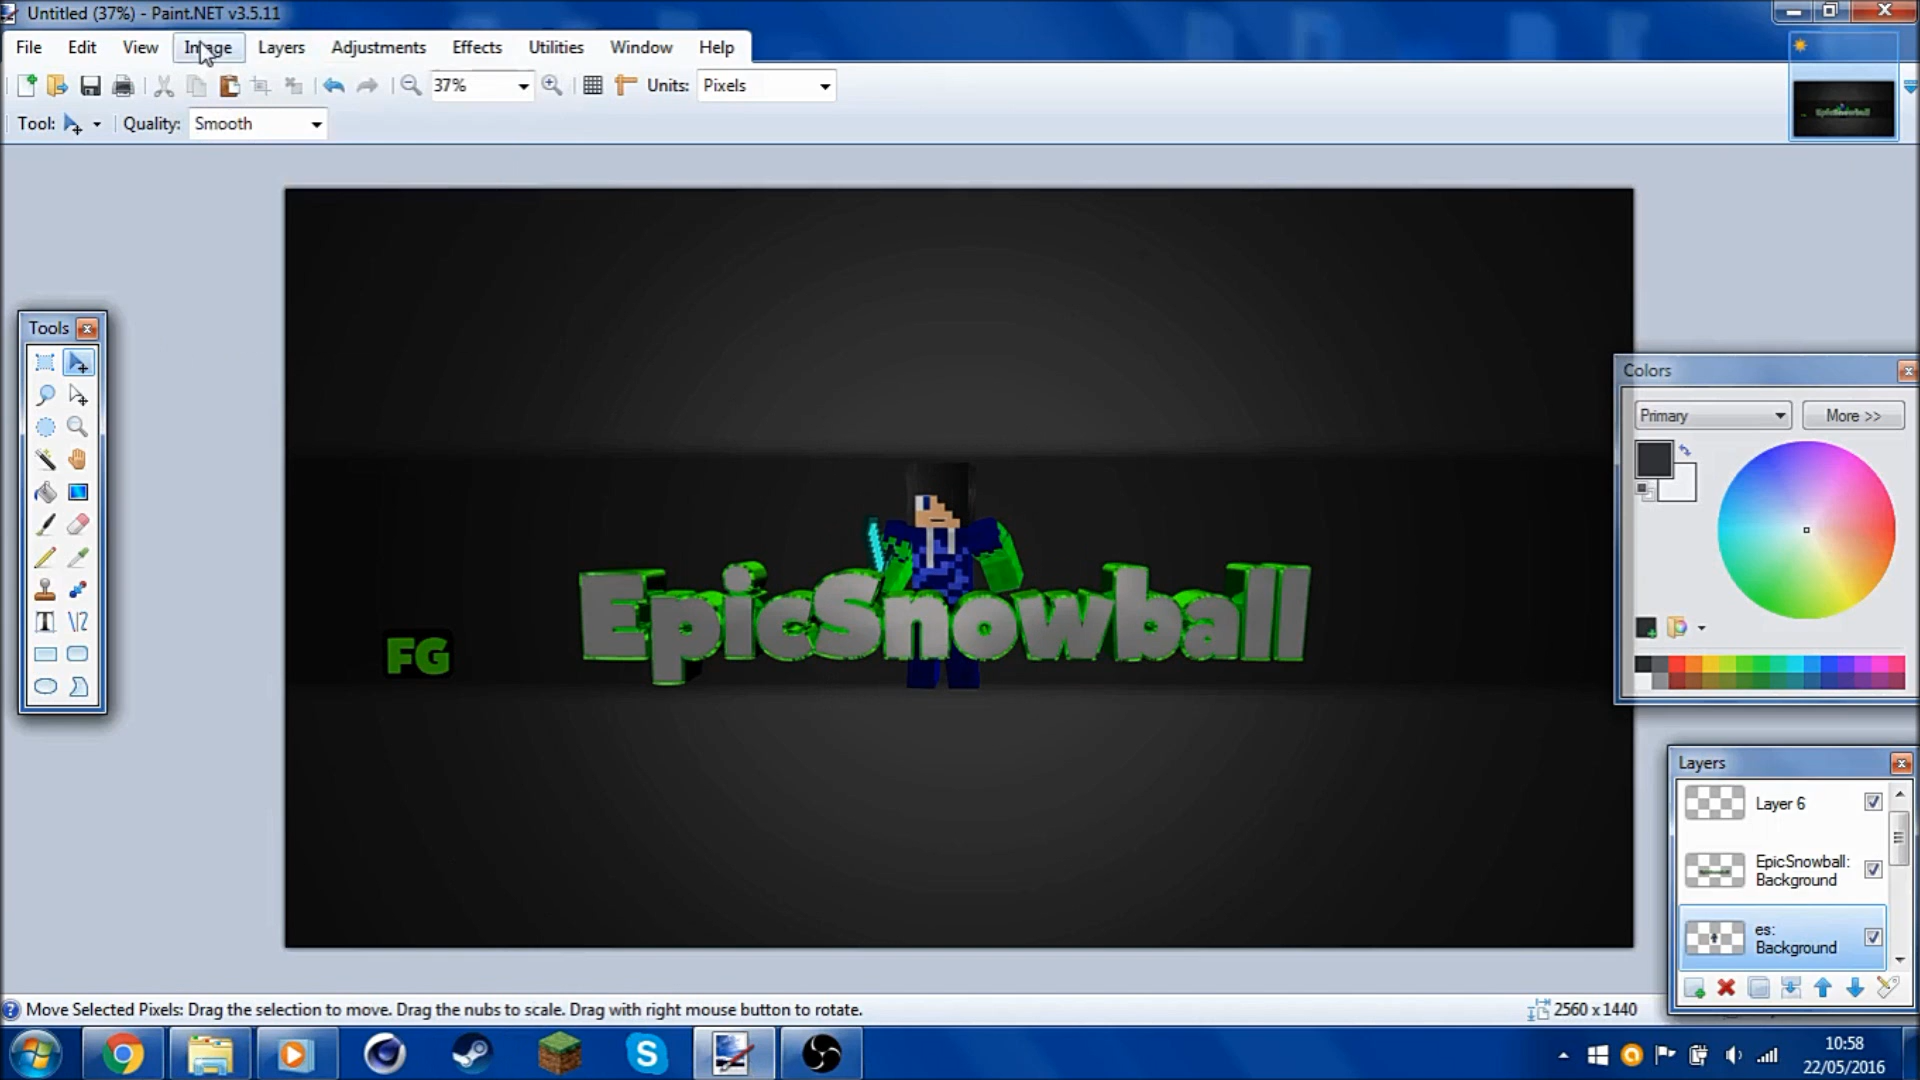 Untitled (37%) - Paint.NET v3.5.11
File Edit View Image Layers Adjustments Effects Utilities Window Help
37% Units: Pixels
Tool: Quality: Smooth
Tools
EpicSnowball
FG
Colors
Primary More >>
Layers
Layer 6
EpicSnowball:
Background
es:
Background
Move Selected Pixels: Drag the selection to move. Drag the nubs to scale. Drag with right mouse button to rotate.
2560 x 1440
10:58
22/05/2016